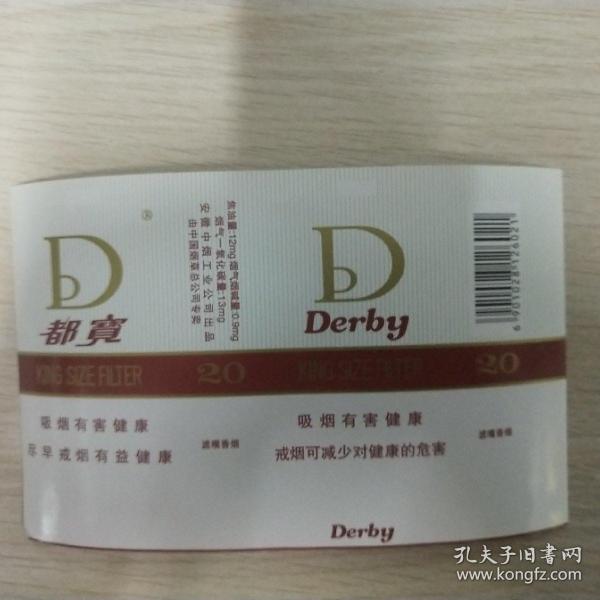 ®
都寳
焦油量:12mg 烟气烟碱量:0.9mg
烟气一氧化碳量:13mg
安徽中烟工业公司出品
由中国烟草总公司专卖
Derby
6 901028 126021
KING SIZE FILTER
20
KING SIZE FILTER
20
吸烟有害健康
尽早戒烟有益健康
滤嘴香烟
吸烟有害健康
戒烟可减少对健康的危害
滤嘴香烟
Derby
孔夫子旧书网
www.kongfz.com